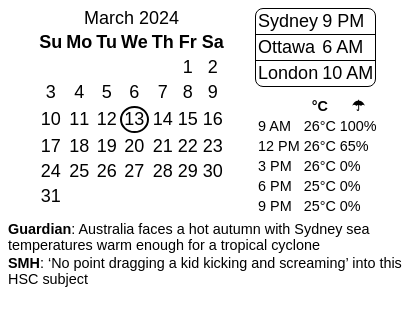 March 2024
Su Mo Tu We Th Fr Sa
1 2
3 4 5 6 7 8 9
10 11 12 13 14 15 16
17 18 19 20 21 22 23
24 25 26 27 28 29 30
31
Sydney 9 PM
Ottawa 6 AM
London 10 AM
°C ☂
9 AM 26°C 100%
12 PM 26°C 65%
3 PM 26°C 0%
6 PM 25°C 0%
9 PM 25°C 0%
Guardian: Australia faces a hot autumn with Sydney sea
temperatures warm enough for a tropical cyclone
SMH: ‘No point dragging a kid kicking and screaming’ into this
HSC subject